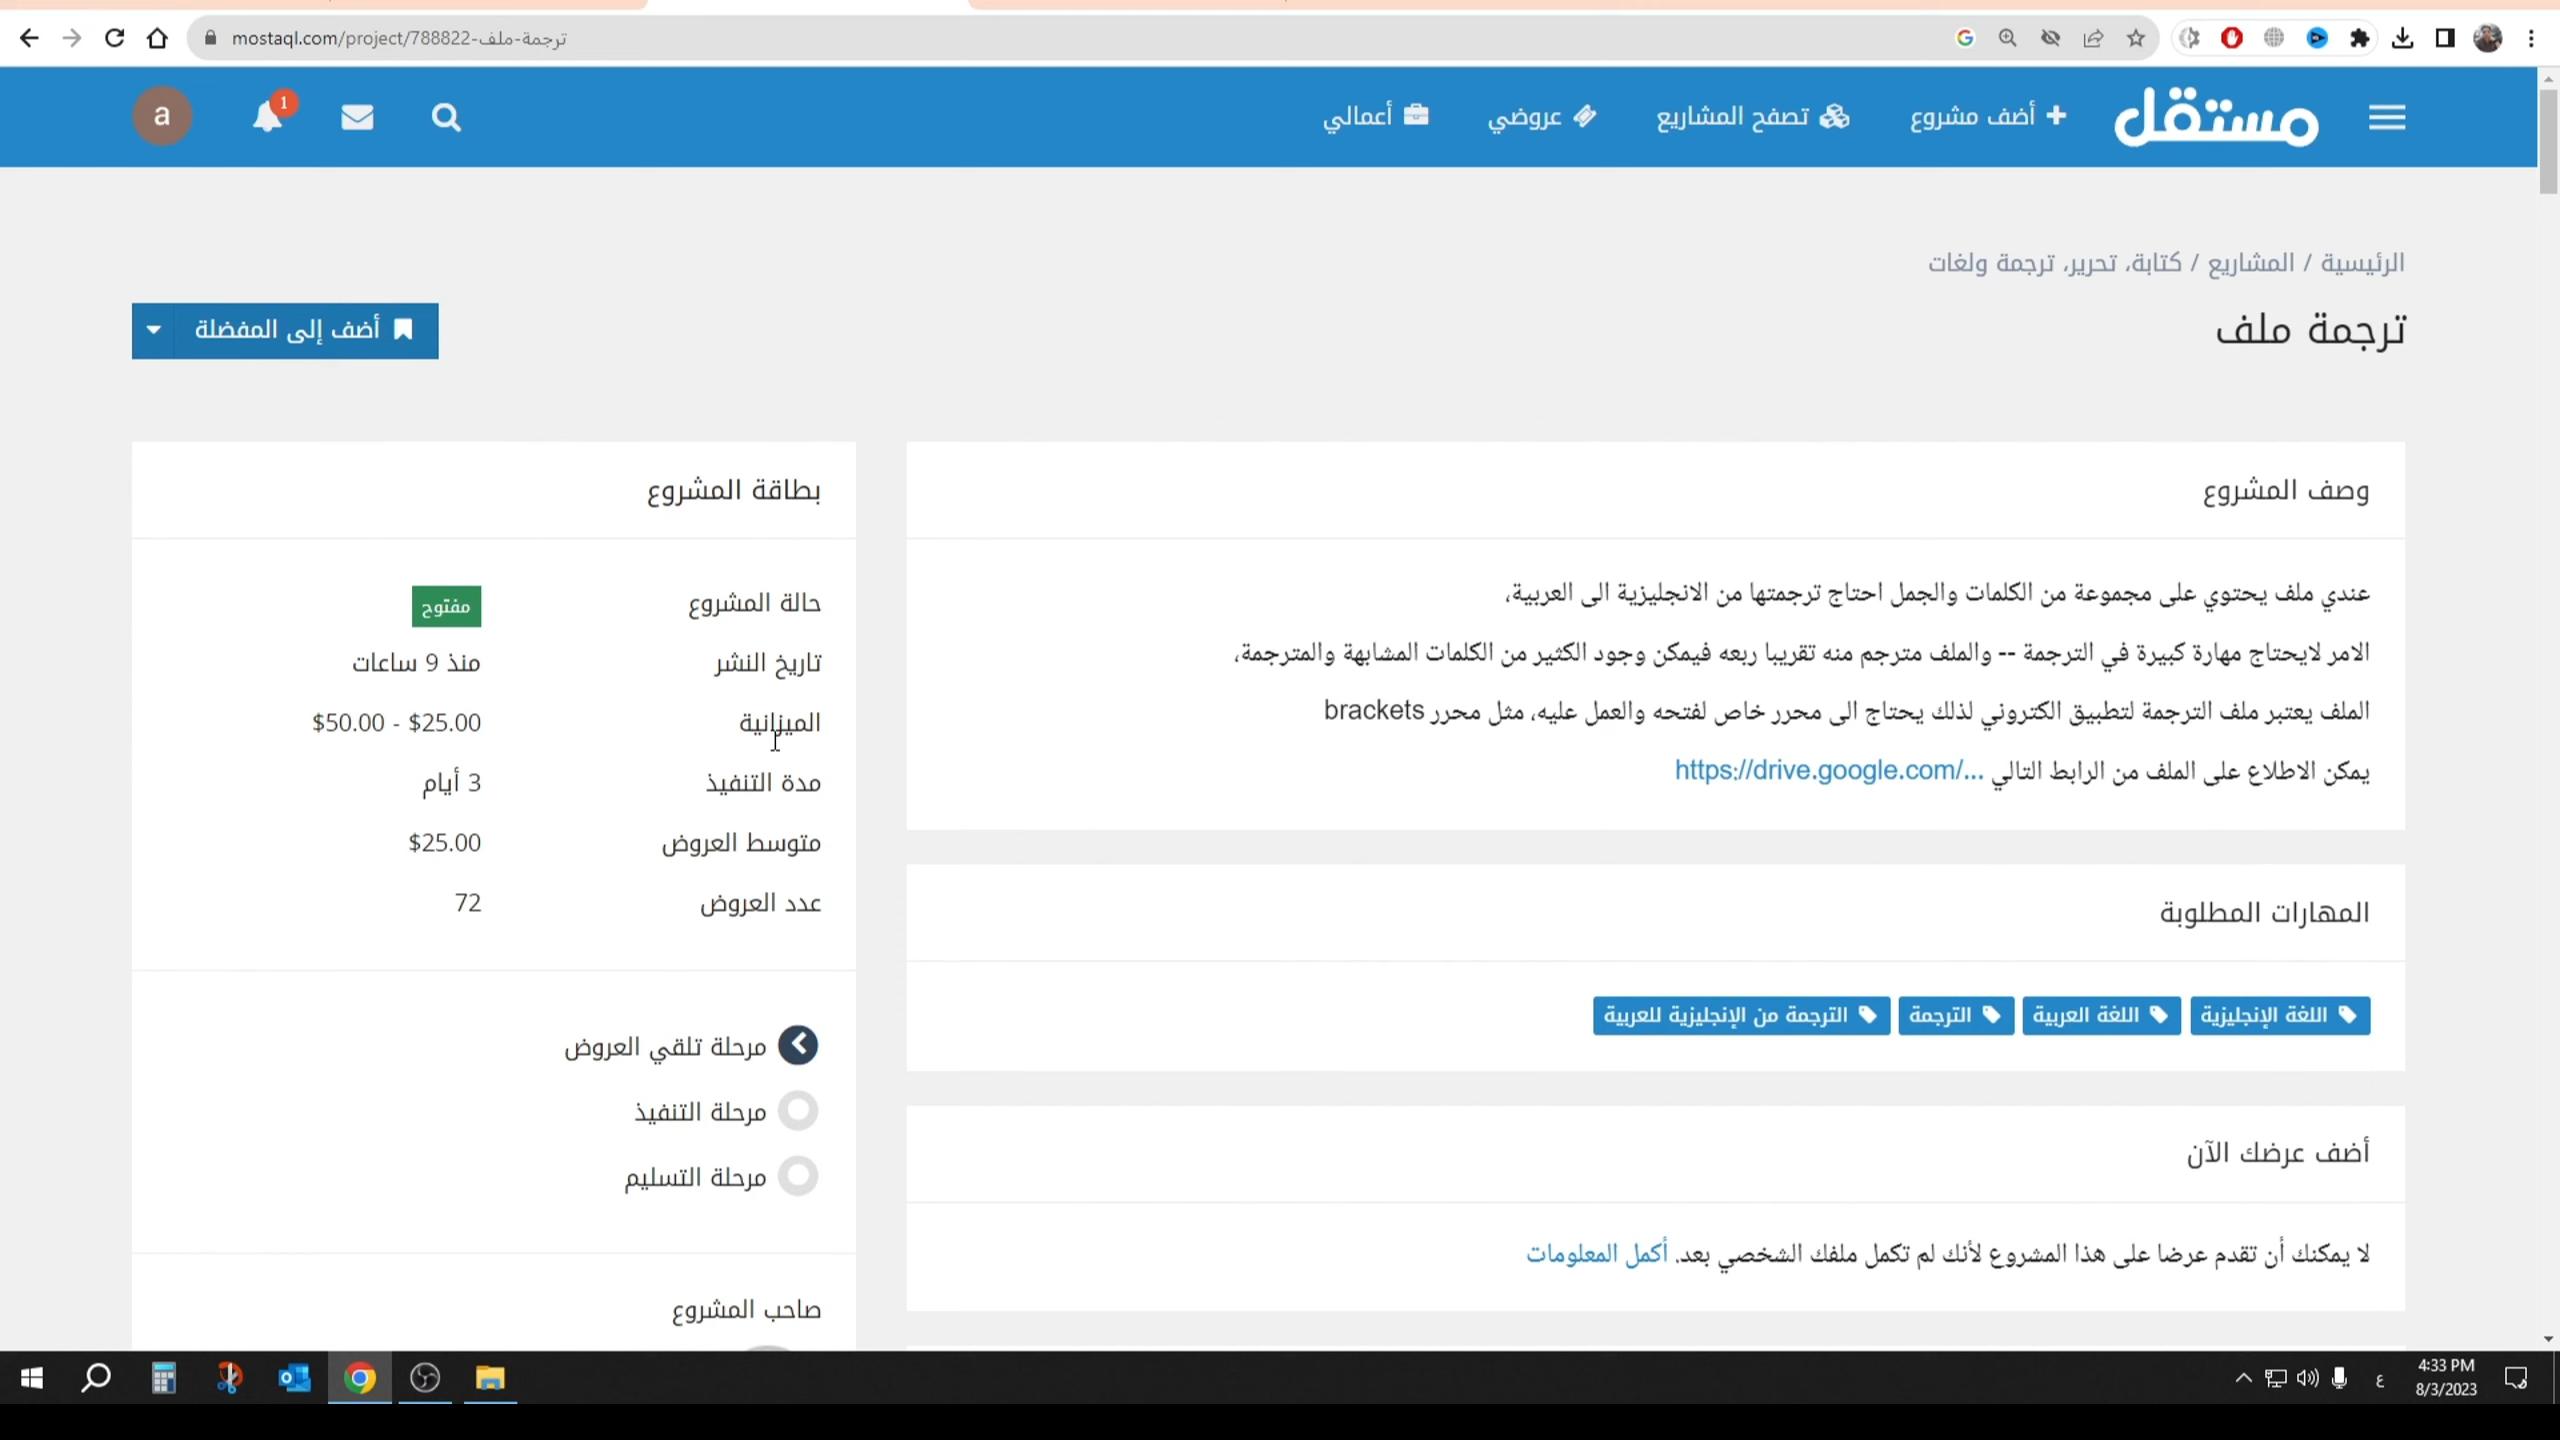 mostaql.com/project/788822-ترجمة-ملف
مستقل
أضف مشروع
تصفح المشاريع
عروضي
أعمالي
1
a
الرئيسية / المشاريع / كتابة، تحرير، ترجمة ولغات
ترجمة ملف
أضف إلى المفضلة
وصف المشروع
عندي ملف يحتوي على مجموعة من الكلمات والجمل احتاج ترجمتها من الانجليزية الى العربية،
الامر لايحتاج مهارة كبيرة في الترجمة -- والملف مترجم منه تقريبا ربعه فيمكن وجود الكثير من الكلمات المشابهة والمترجمة،
الملف يعتبر ملف الترجمة لتطبيق الكتروني لذلك يحتاج الى محرر خاص لفتحه والعمل عليه، مثل محرر brackets
يمكن الاطلاع على الملف من الرابط التالي https://drive.google.com/...
المهارات المطلوبة
اللغة الإنجليزية
اللغة العربية
الترجمة
الترجمة من الإنجليزية للعربية
أضف عرضك الآن
لا يمكنك أن تقدم عرضا على هذا المشروع لأنك لم تكمل ملفك الشخصي بعد. أكمل المعلومات
بطاقة المشروع
حالة المشروع مفتوح
تاريخ النشر منذ 9 ساعات
الميزانية $25.00 - $50.00
مدة التنفيذ 3 أيام
متوسط العروض $25.00
عدد العروض 72
مرحلة تلقي العروض
مرحلة التنفيذ
مرحلة التسليم
صاحب المشروع
ع
4:33 PM
8/3/2023